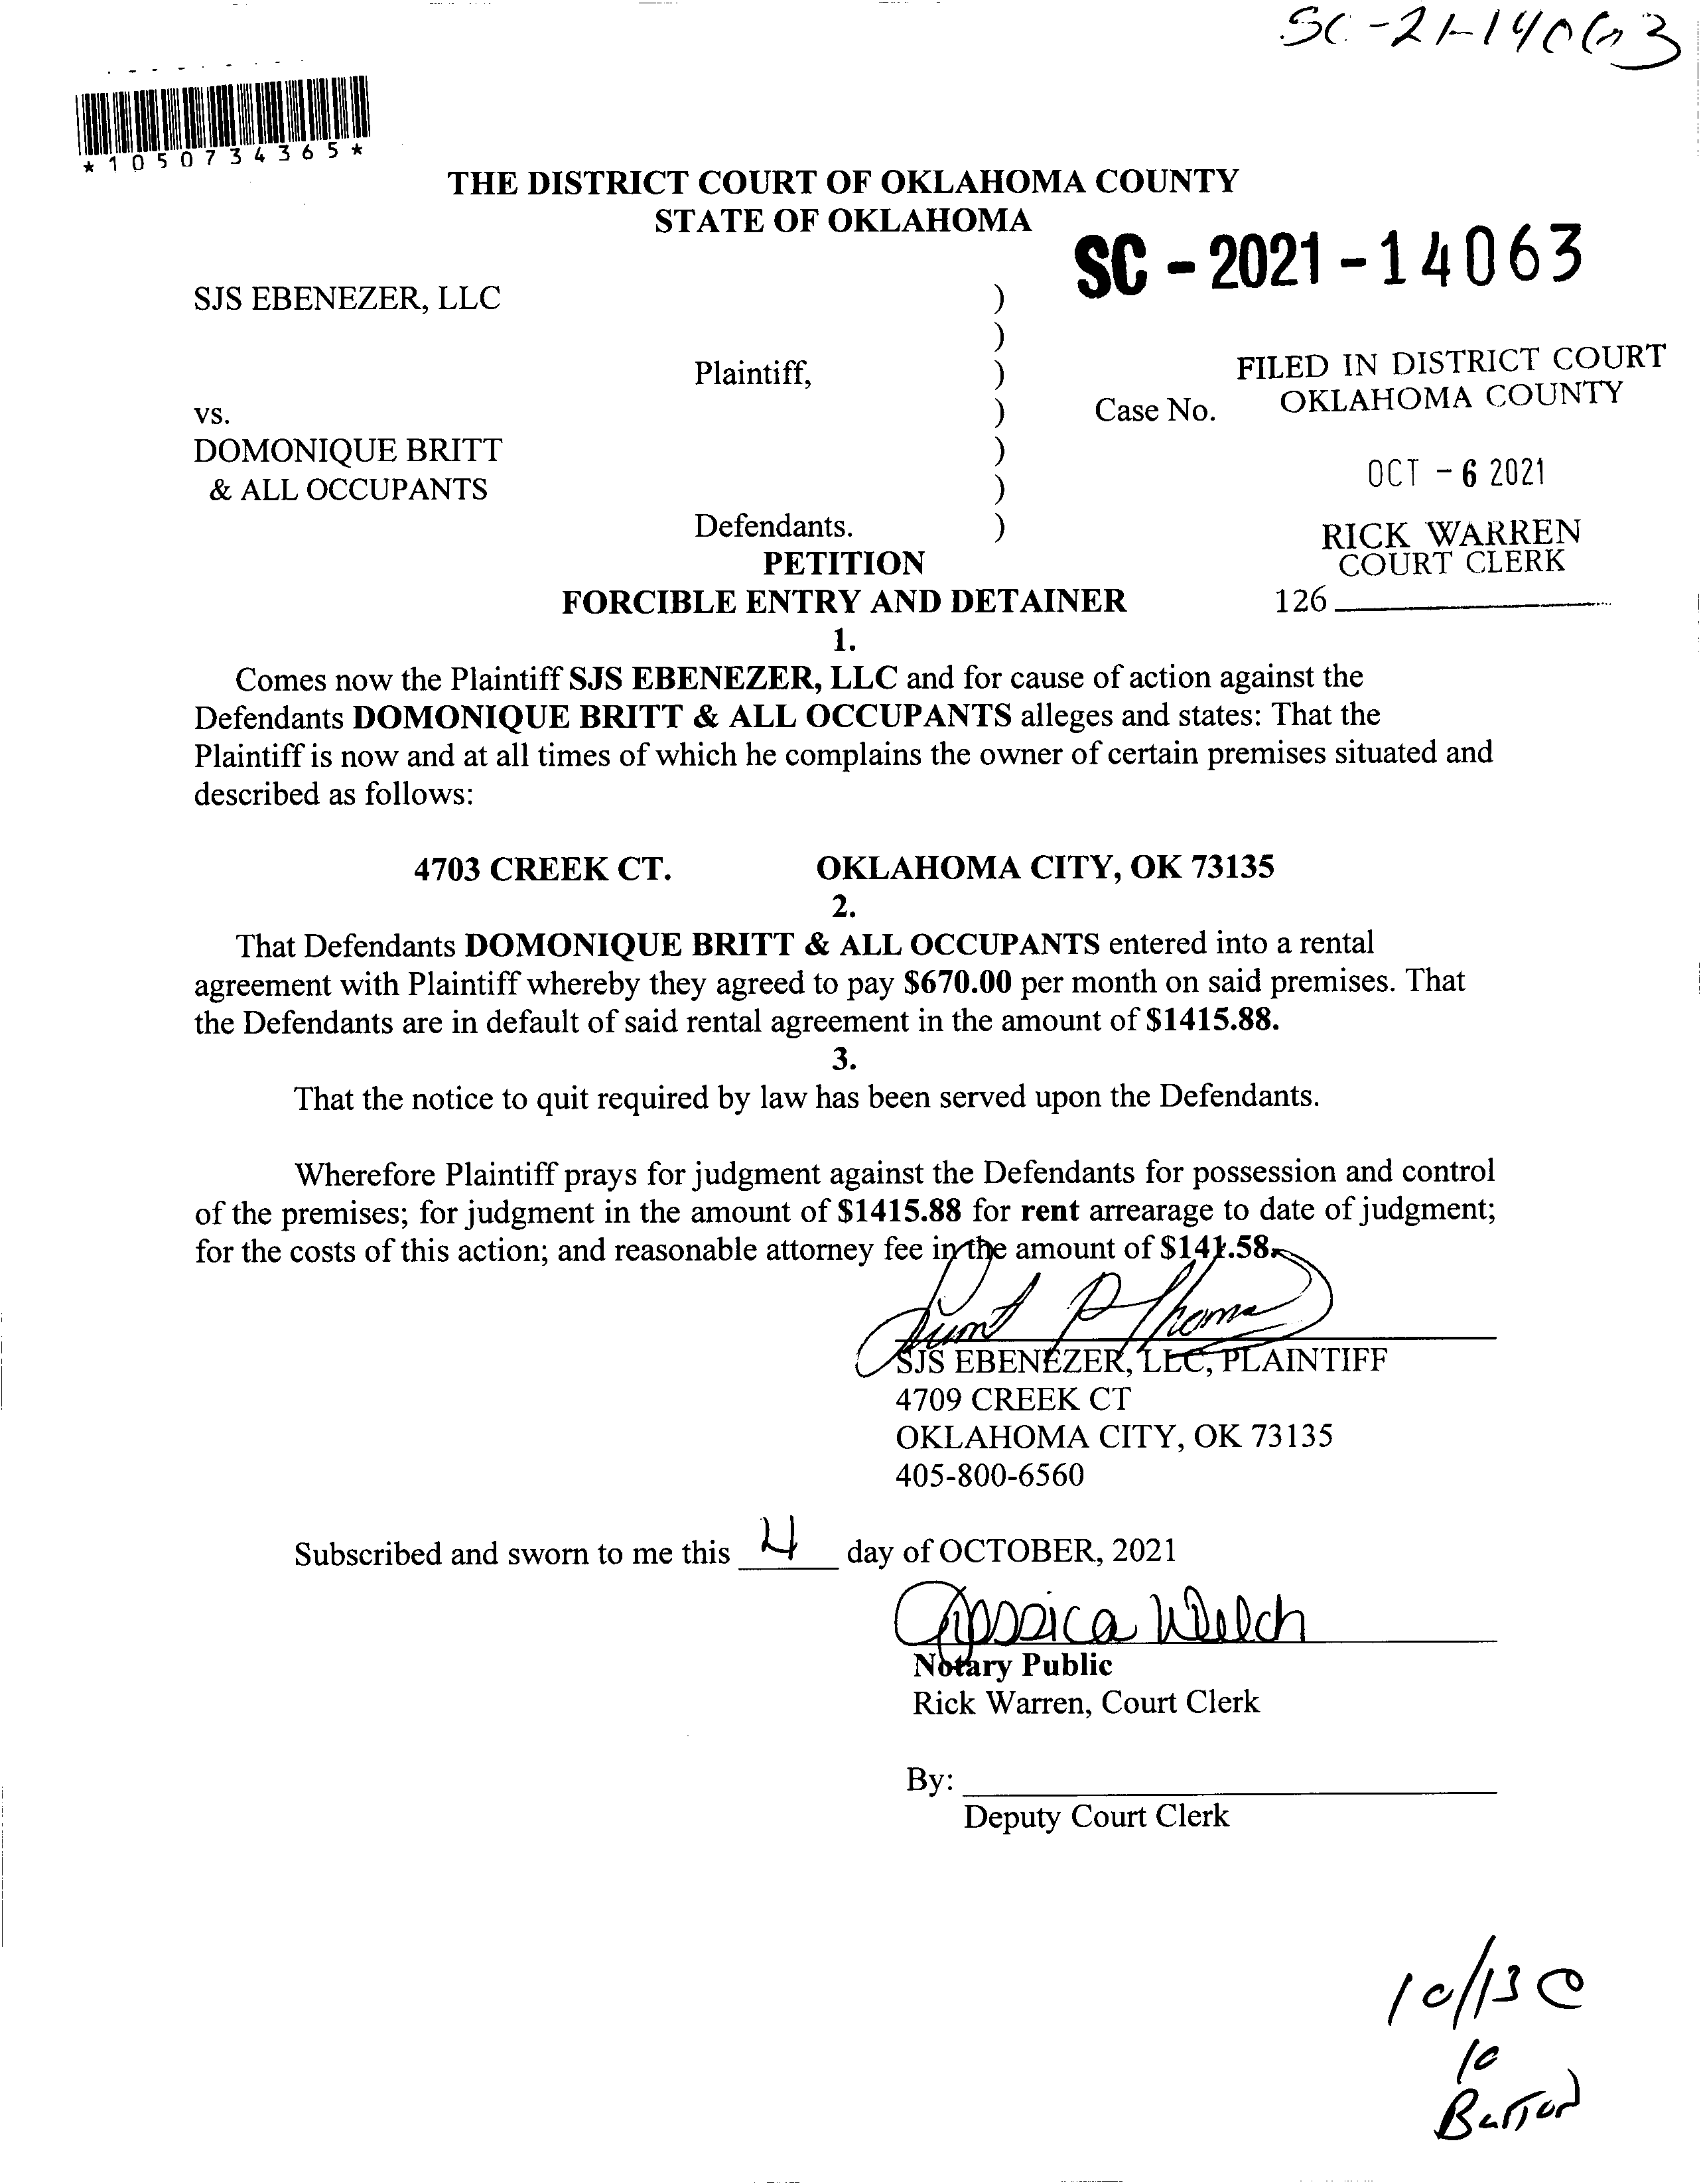 SC-21-14063
*1050734365*
THE DISTRICT COURT OF OKLAHOMA COUNTY
STATE OF OKLAHOMA
SC - 2021 - 14063
SJS EBENEZER, LLC )
)
Plaintiff, )
FILED IN DISTRICT COURT
OKLAHOMA COUNTY
vs. ) Case No.
DOMONIQUE BRITT )
& ALL OCCUPANTS )
OCT - 6 2021
Defendants. )
RICK WARREN
COURT CLERK
126
PETITION
FORCIBLE ENTRY AND DETAINER
1.
Comes now the Plaintiff SJS EBENEZER, LLC and for cause of action against the
Defendants DOMONIQUE BRITT & ALL OCCUPANTS alleges and states: That the
Plaintiff is now and at all times of which he complains the owner of certain premises situated and
described as follows:
4703 CREEK CT. OKLAHOMA CITY, OK 73135
2.
That Defendants DOMONIQUE BRITT & ALL OCCUPANTS entered into a rental
agreement with Plaintiff whereby they agreed to pay $670.00 per month on said premises. That
the Defendants are in default of said rental agreement in the amount of $1415.88.
3.
That the notice to quit required by law has been served upon the Defendants.
Wherefore Plaintiff prays for judgment against the Defendants for possession and control
of the premises; for judgment in the amount of $1415.88 for rent arrearage to date of judgment;
for the costs of this action; and reasonable attorney fee in the amount of $141.58.
P Thomas
SJS EBENEZER, LLC, PLAINTIFF
4709 CREEK CT
OKLAHOMA CITY, OK 73135
405-800-6560
Subscribed and sworn to me this 4 day of OCTOBER, 2021
Jessica Welch
Notary Public
Rick Warren, Court Clerk
By:
Deputy Court Clerk
10/13 @
10